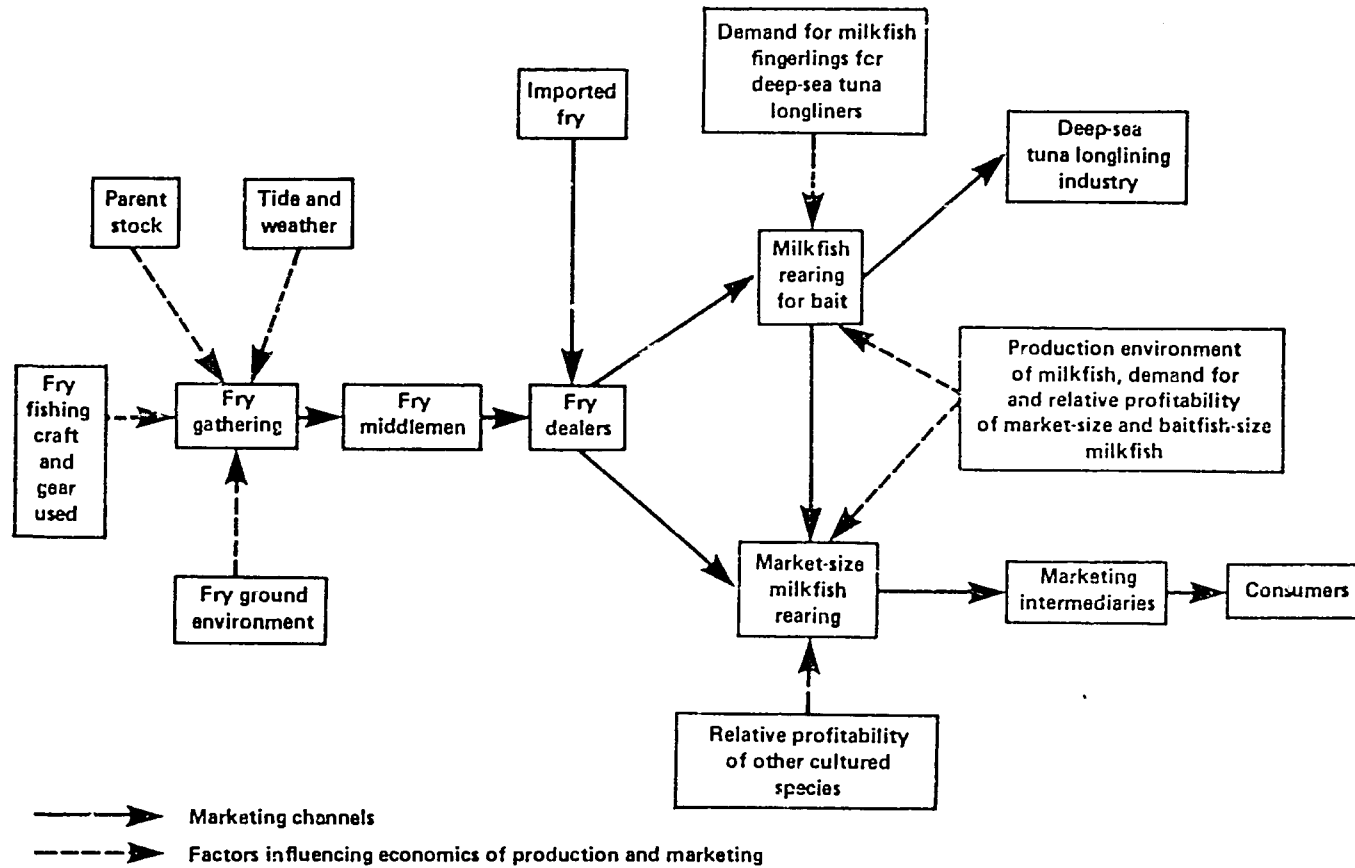 Demand for milkfish
fingerlings for
deep-sea tuna
longliners
Imported
fry
Deep-sea
tuna longlining
industry
Parent
stock
Tide and
weather
Milkfish
rearing
for bait
Production environment
of milkfish, demand for
and relative profitability
of market-size and baitfish-size
milkfish
Fry
fishing
craft
and
gear
used
Fry
gathering
Fry
middlemen
Fry
dealers
Fry ground
environment
Market-size
milkfish
rearing
Marketing
intermediaries
Consumers
Relative profitability
of other cultured
species
Marketing channels
Factors influencing economics of production and marketing